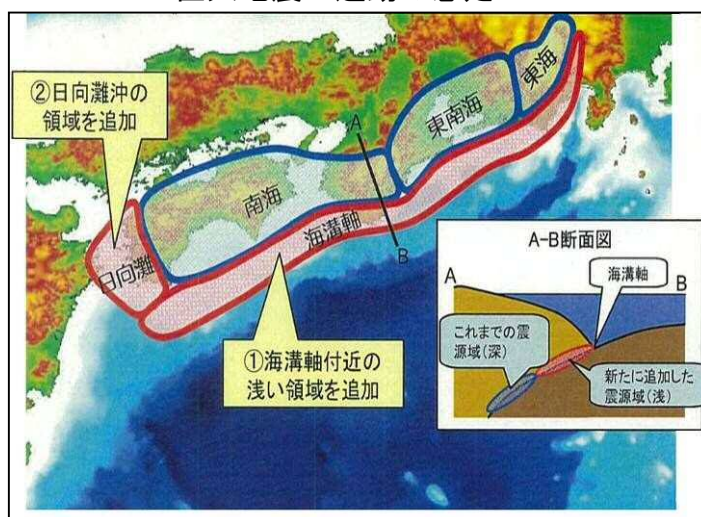 ②日向灘沖の
領域を追加
東海
東南海
A
南海
海溝軸
B
日向灘
①海溝軸付近の
浅い領域を追加
A-B断面図
海溝軸
A
B
これまでの震
源域(深)
新たに追加した
震源域(浅)